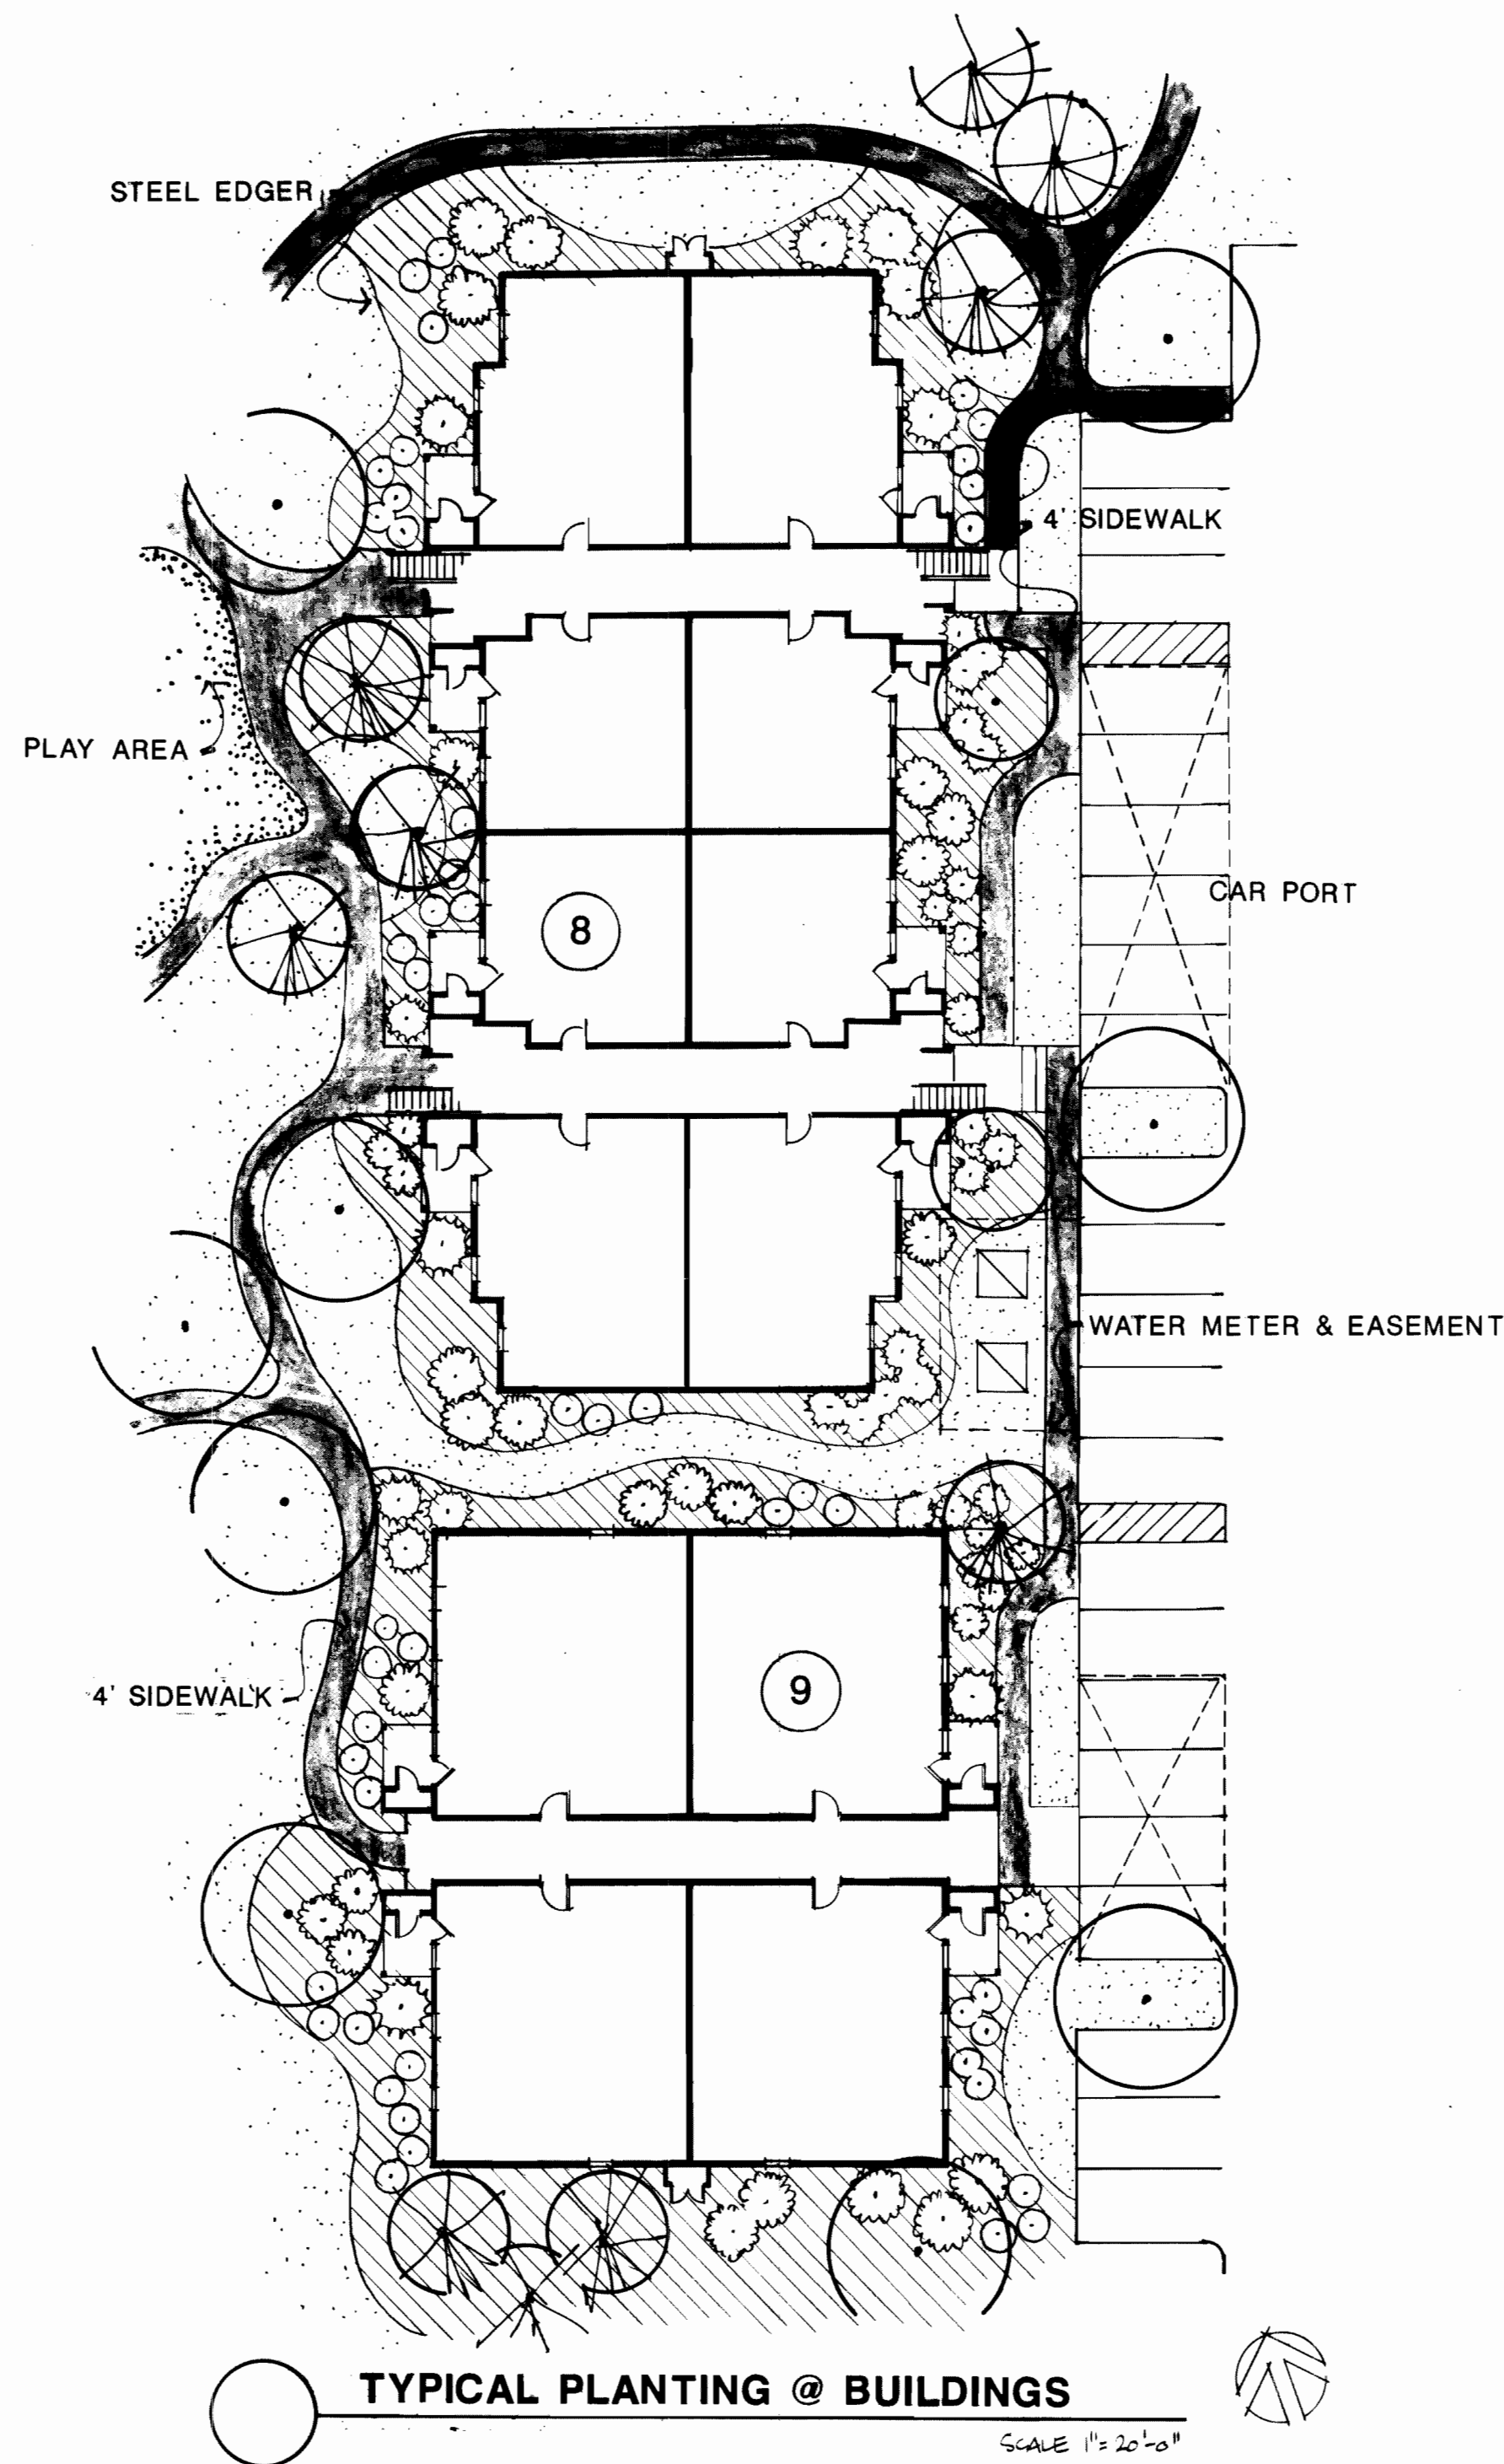 STEEL EDGER
4' SIDEWALK
PLAY AREA
CAR PORT
8
WATER METER & EASEMENT
9
4' SIDEWALK
TYPICAL PLANTING @ BUILDINGS
SCALE 1"=20'-0"